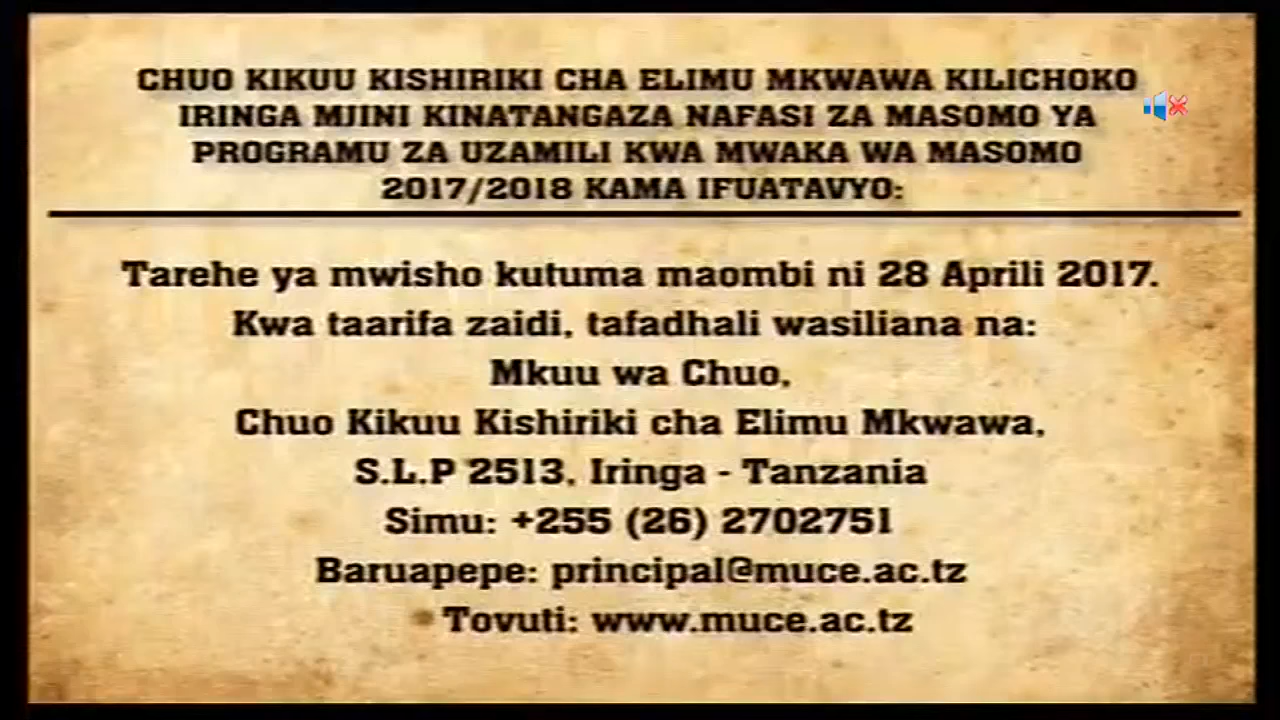 CHUO KIKUU KISHIRIKI CHA ELIMU MKWAWA KILICHOKO
IRINGA MJINI KINATANGAZA NAFASI ZA MASOMO YA
PROGRAMU ZA UZAMILI KWA MWAKA WA MASOMO
2017/2018 KAMA IFUATAVYO:
Tarehe ya mwisho kutuma maombi ni 28 Aprili 2017.
Kwa taarifa zaidi, tafadhali wasiliana na:
Mkuu wa Chuo,
Chuo Kikuu Kishiriki cha Elimu Mkwawa,
S.L.P 2513, Iringa - Tanzania
Simu: +255 (26) 2702751
Baruapepe: principal@muce.ac.tz
Tovuti: www.muce.ac.tz